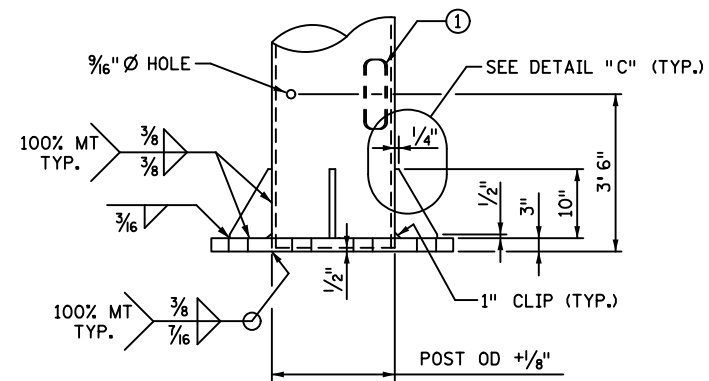 1
9/16" Ø HOLE
SEE DETAIL "C" (TYP.)
1/4"
100% MT
TYP.
3/8
3/8
3/16
1/2"
3"
10"
3' 6"
1/2"
1" CLIP (TYP.)
100% MT
TYP.
3/8
7/16
POST OD +1/8"